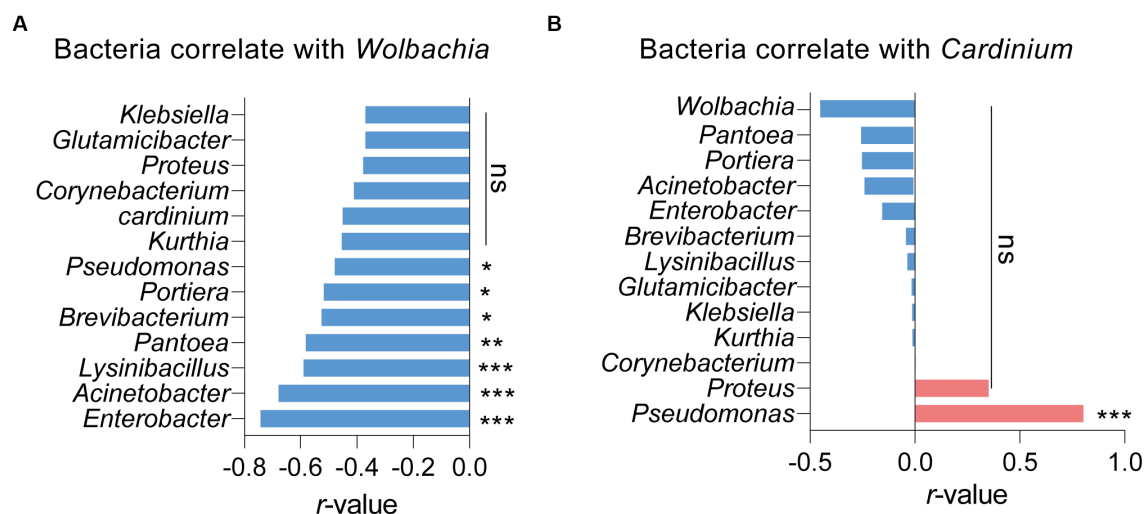 A
Bacteria correlate with Wolbachia
Klebsiella
Glutamicibacter
Proteus
Corynebacterium
cardinium
Kurthia
ns
Pseudomonas *
Portiera *
Brevibacterium *
Pantoea **
Lysinibacillus ***
Acinetobacter ***
Enterobacter ***
-0.8 -0.6 -0.4 -0.2 0.0
r-value
B
Bacteria correlate with Cardinium
Wolbachia
Pantoea
Portiera
Acinetobacter
Enterobacter
Brevibacterium
Lysinibacillus
Glutamicibacter
Klebsiella
Kurthia
Corynebacterium
Proteus
ns
Pseudomonas ***
-0.5 0.0 0.5 1.0
r-value